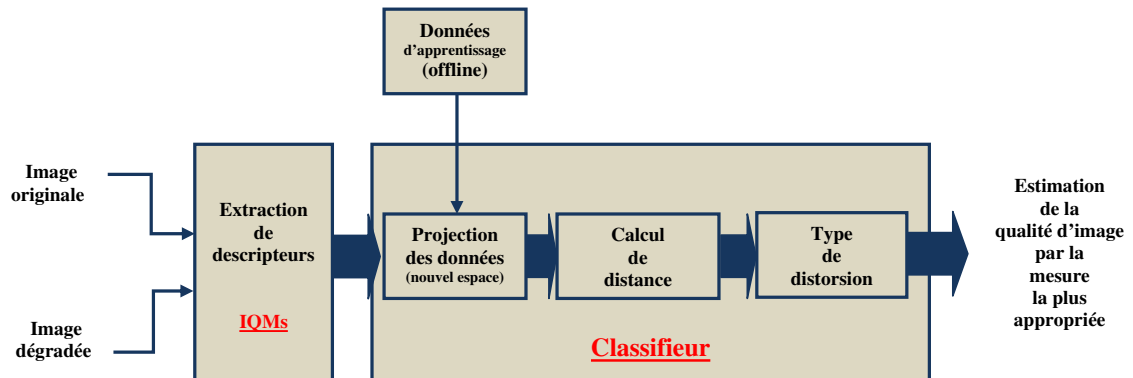 Données
d'apprentissage
(offline)
Image
originale
Image
dégradée
Extraction
de
descripteurs
IQMs
Projection
des données
(nouvel espace)
Calcul
de
distance
Type
de
distorsion
Classifieur
Estimation
de la
qualité d'image
par la
mesure
la plus
appropriée